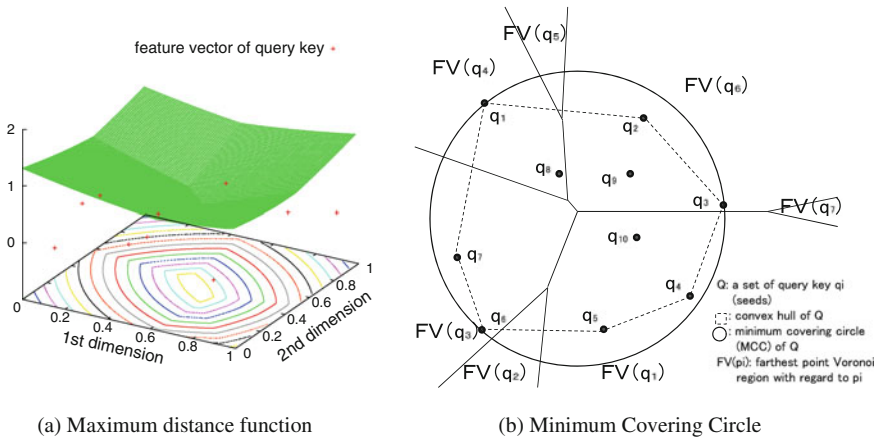 feature vector of query key
2
1
0
0
0.2
0.4
0.6
0.8
1
1st dimension
0
0.2
0.4
0.6
0.8
1
2nd dimension
(a) Maximum distance function
FV(q5)
FV(q4)
FV(q6)
q1
q2
q8
q9
q3
FV(q7)
q10
q7
q4
q6
q5
FV(q3)
FV(q2)
FV(q1)
Q: a set of query key qi
(seeds)
: convex hull of Q
: minimum covering circle
(MCC) of Q
FV(pi): farthest point Voronoi
region with regard to pi
(b) Minimum Covering Circle